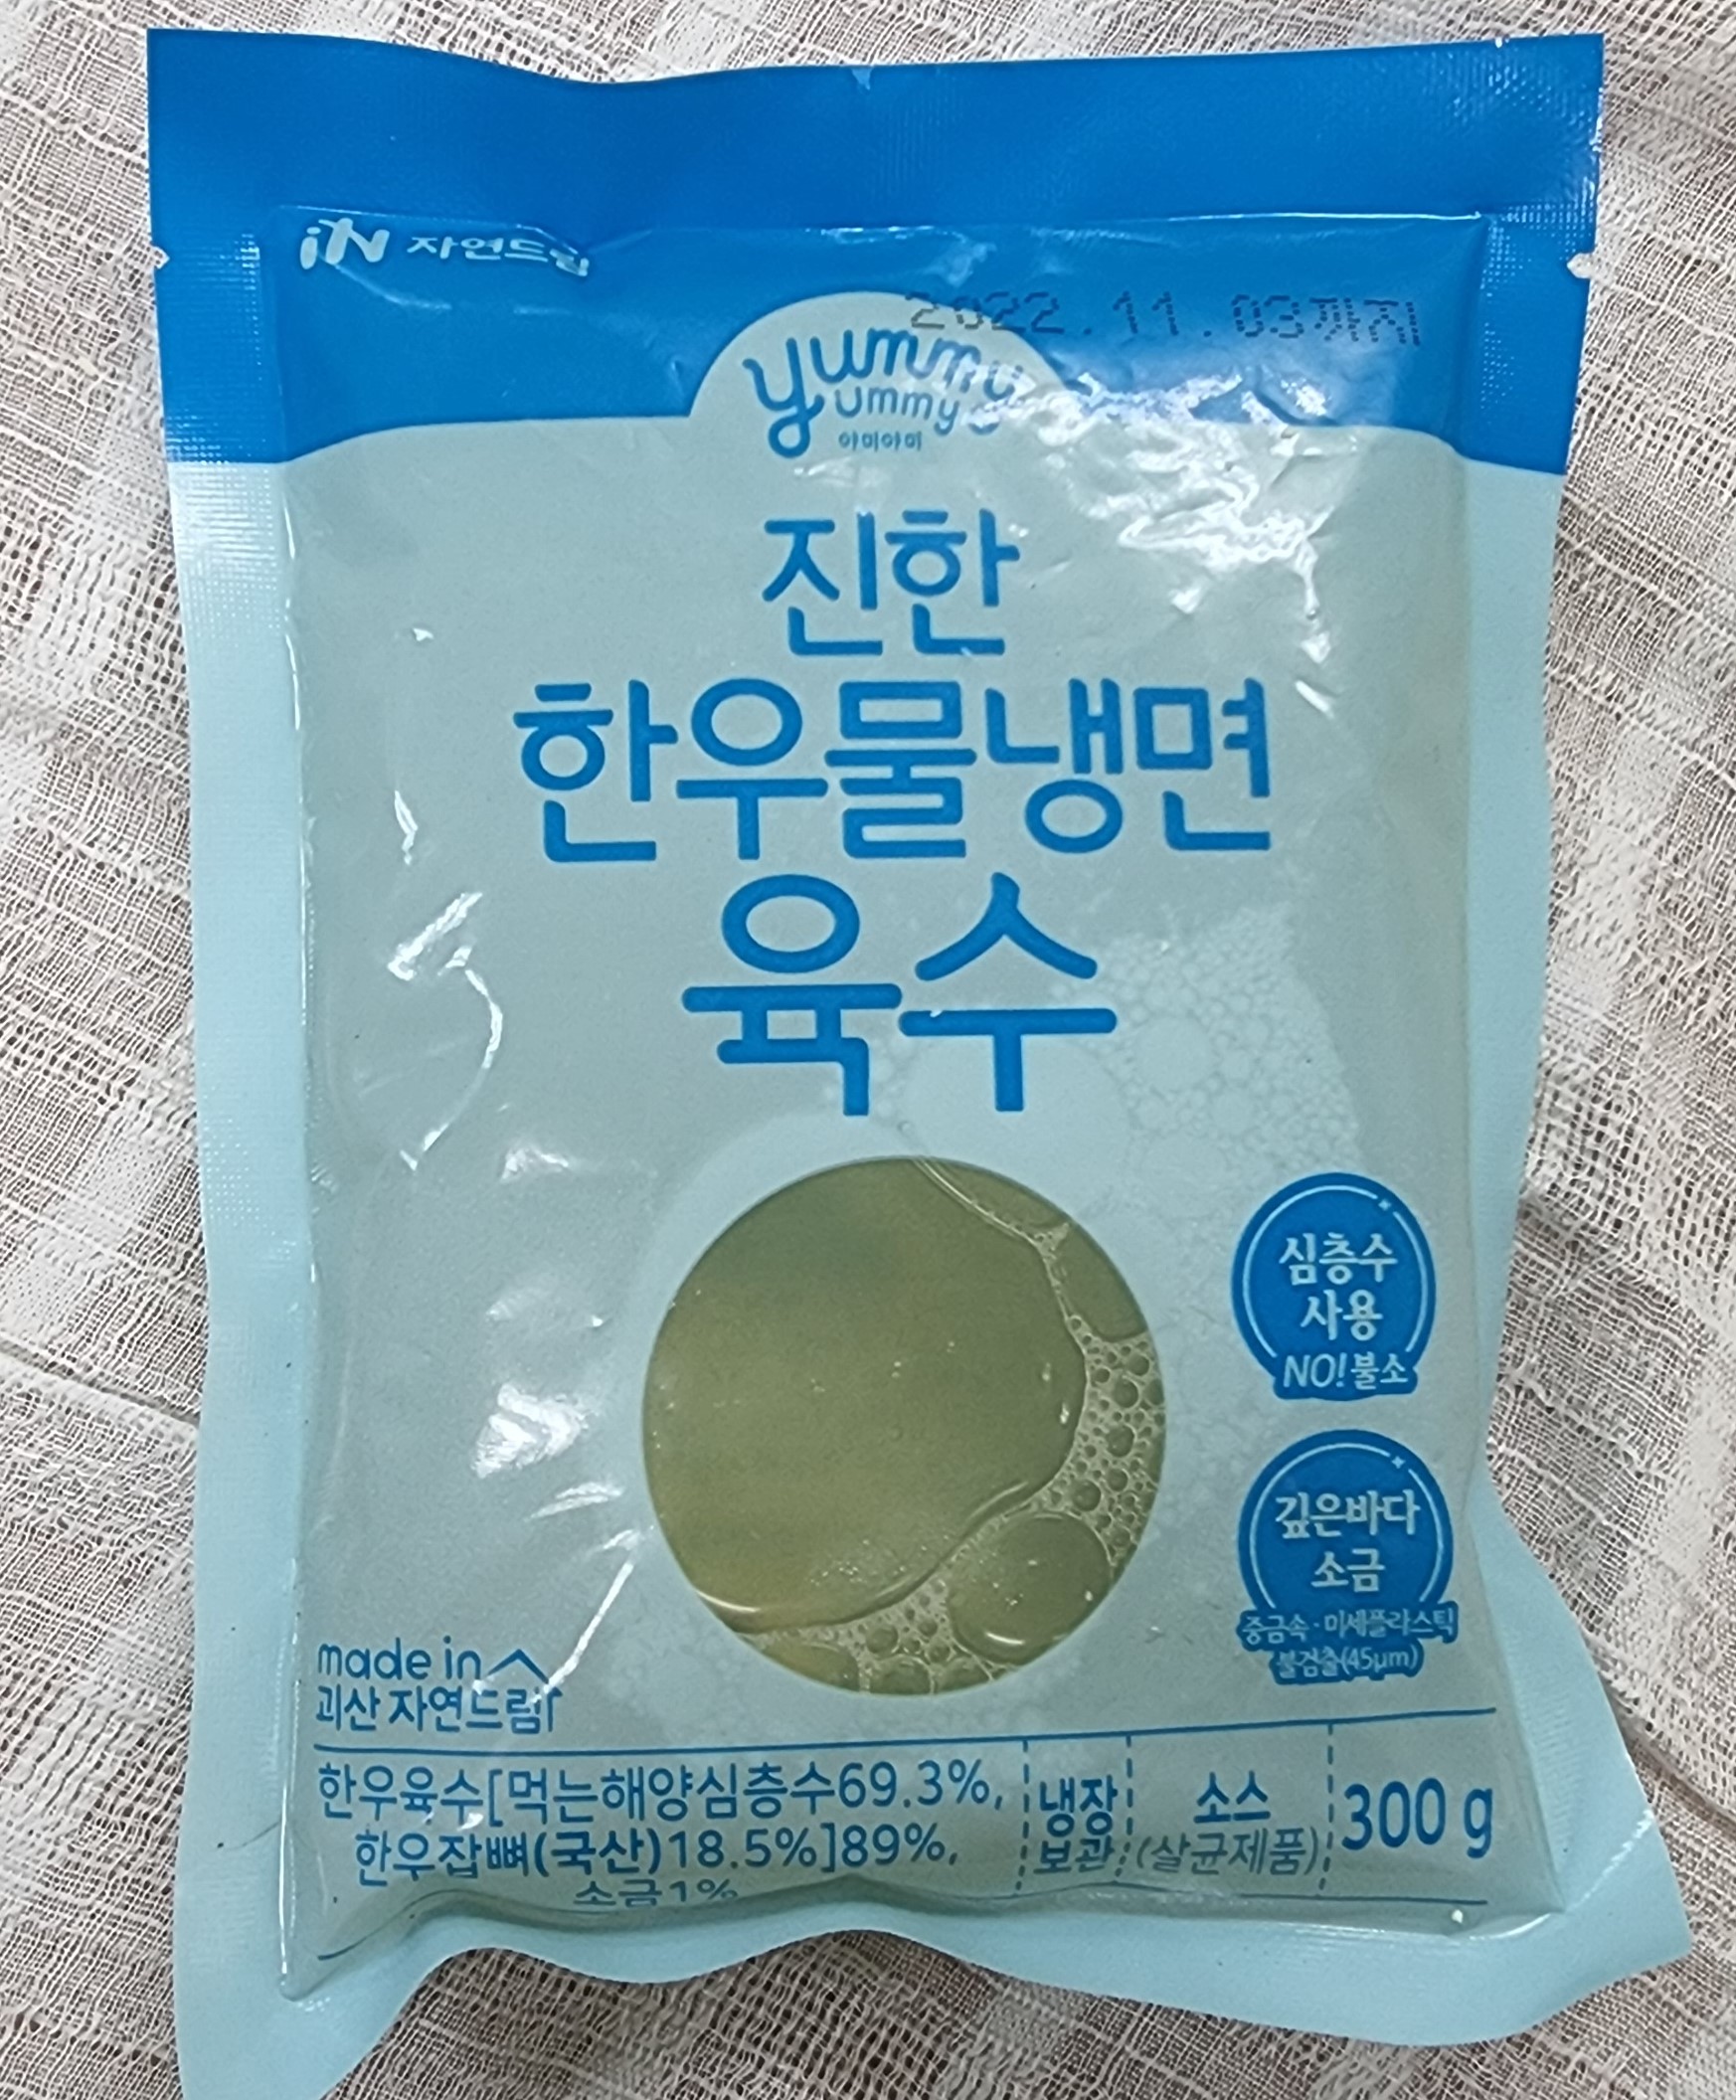 iN 자연드림
2022.11.03까지
yummy
yummy
야미야미
진한
한우물냉면
육수
심층수
사용
NO! 불소
깊은바다
소금
중금속·미세플라스틱
불검출(45μm)
made in
괴산 자연드림
한우육수[먹는해양심층수69.3%,
한우잡뼈(국산)18.5%]89%,
소금1%
냉장
보관
소스
(살균제품)
300 g